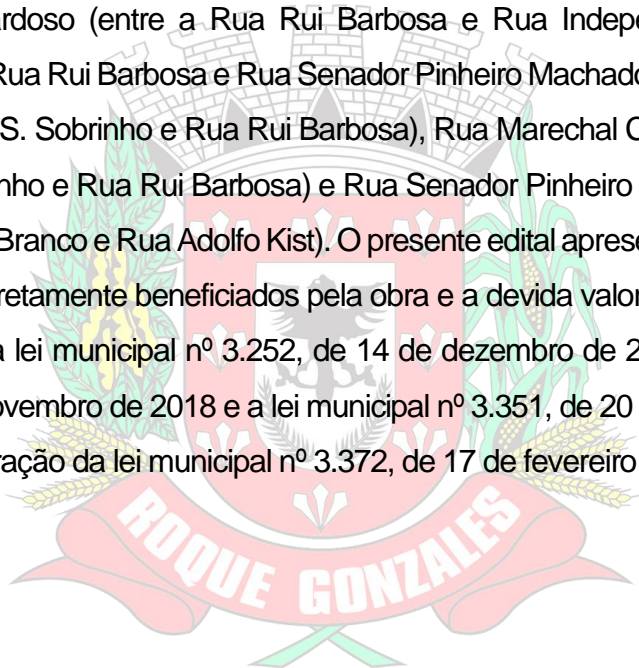 ardoso (entre a Rua Rui Barbosa e Rua Indepe
Rua Rui Barbosa e Rua Senador Pinheiro Machado
S. Sobrinho e Rua Rui Barbosa), Rua Marechal C
nho e Rua Rui Barbosa) e Rua Senador Pinheiro
Branco e Rua Adolfo Kist). O presente edital aprese
retamente beneficiados pela obra e a devida valor
a lei municipal nº 3.252, de 14 de dezembro de 2
ovembro de 2018 e a lei municipal nº 3.351, de 20
ração da lei municipal nº 3.372, de 17 de fevereiro
ROQUE GONZALES